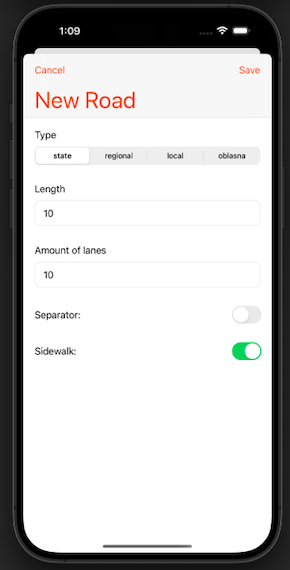 1:09
Cancel Save
New Road
Type
state regional local oblasna
Length
10
Amount of lanes
10
Separator:
Sidewalk: